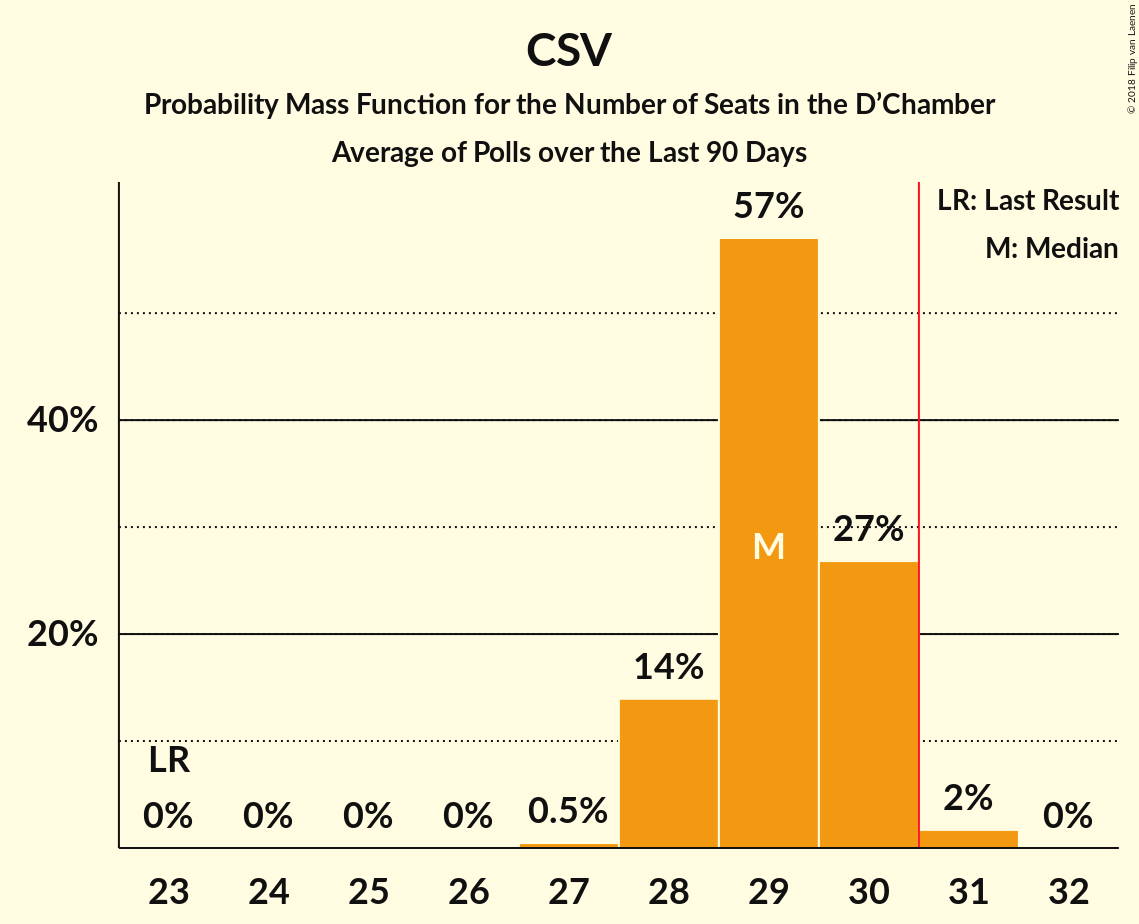 CSV
Probability Mass Function for the Number of Seats in the D’Chamber
Average of Polls over the Last 90 Days
© 2018 Filip van Laenen
LR: Last Result
M: Median
57%
40%
27%
M
20%
14%
LR
0%
0%
0%
0%
0.5%
2%
0%
23 24 25 26 27 28 29 30 31 32